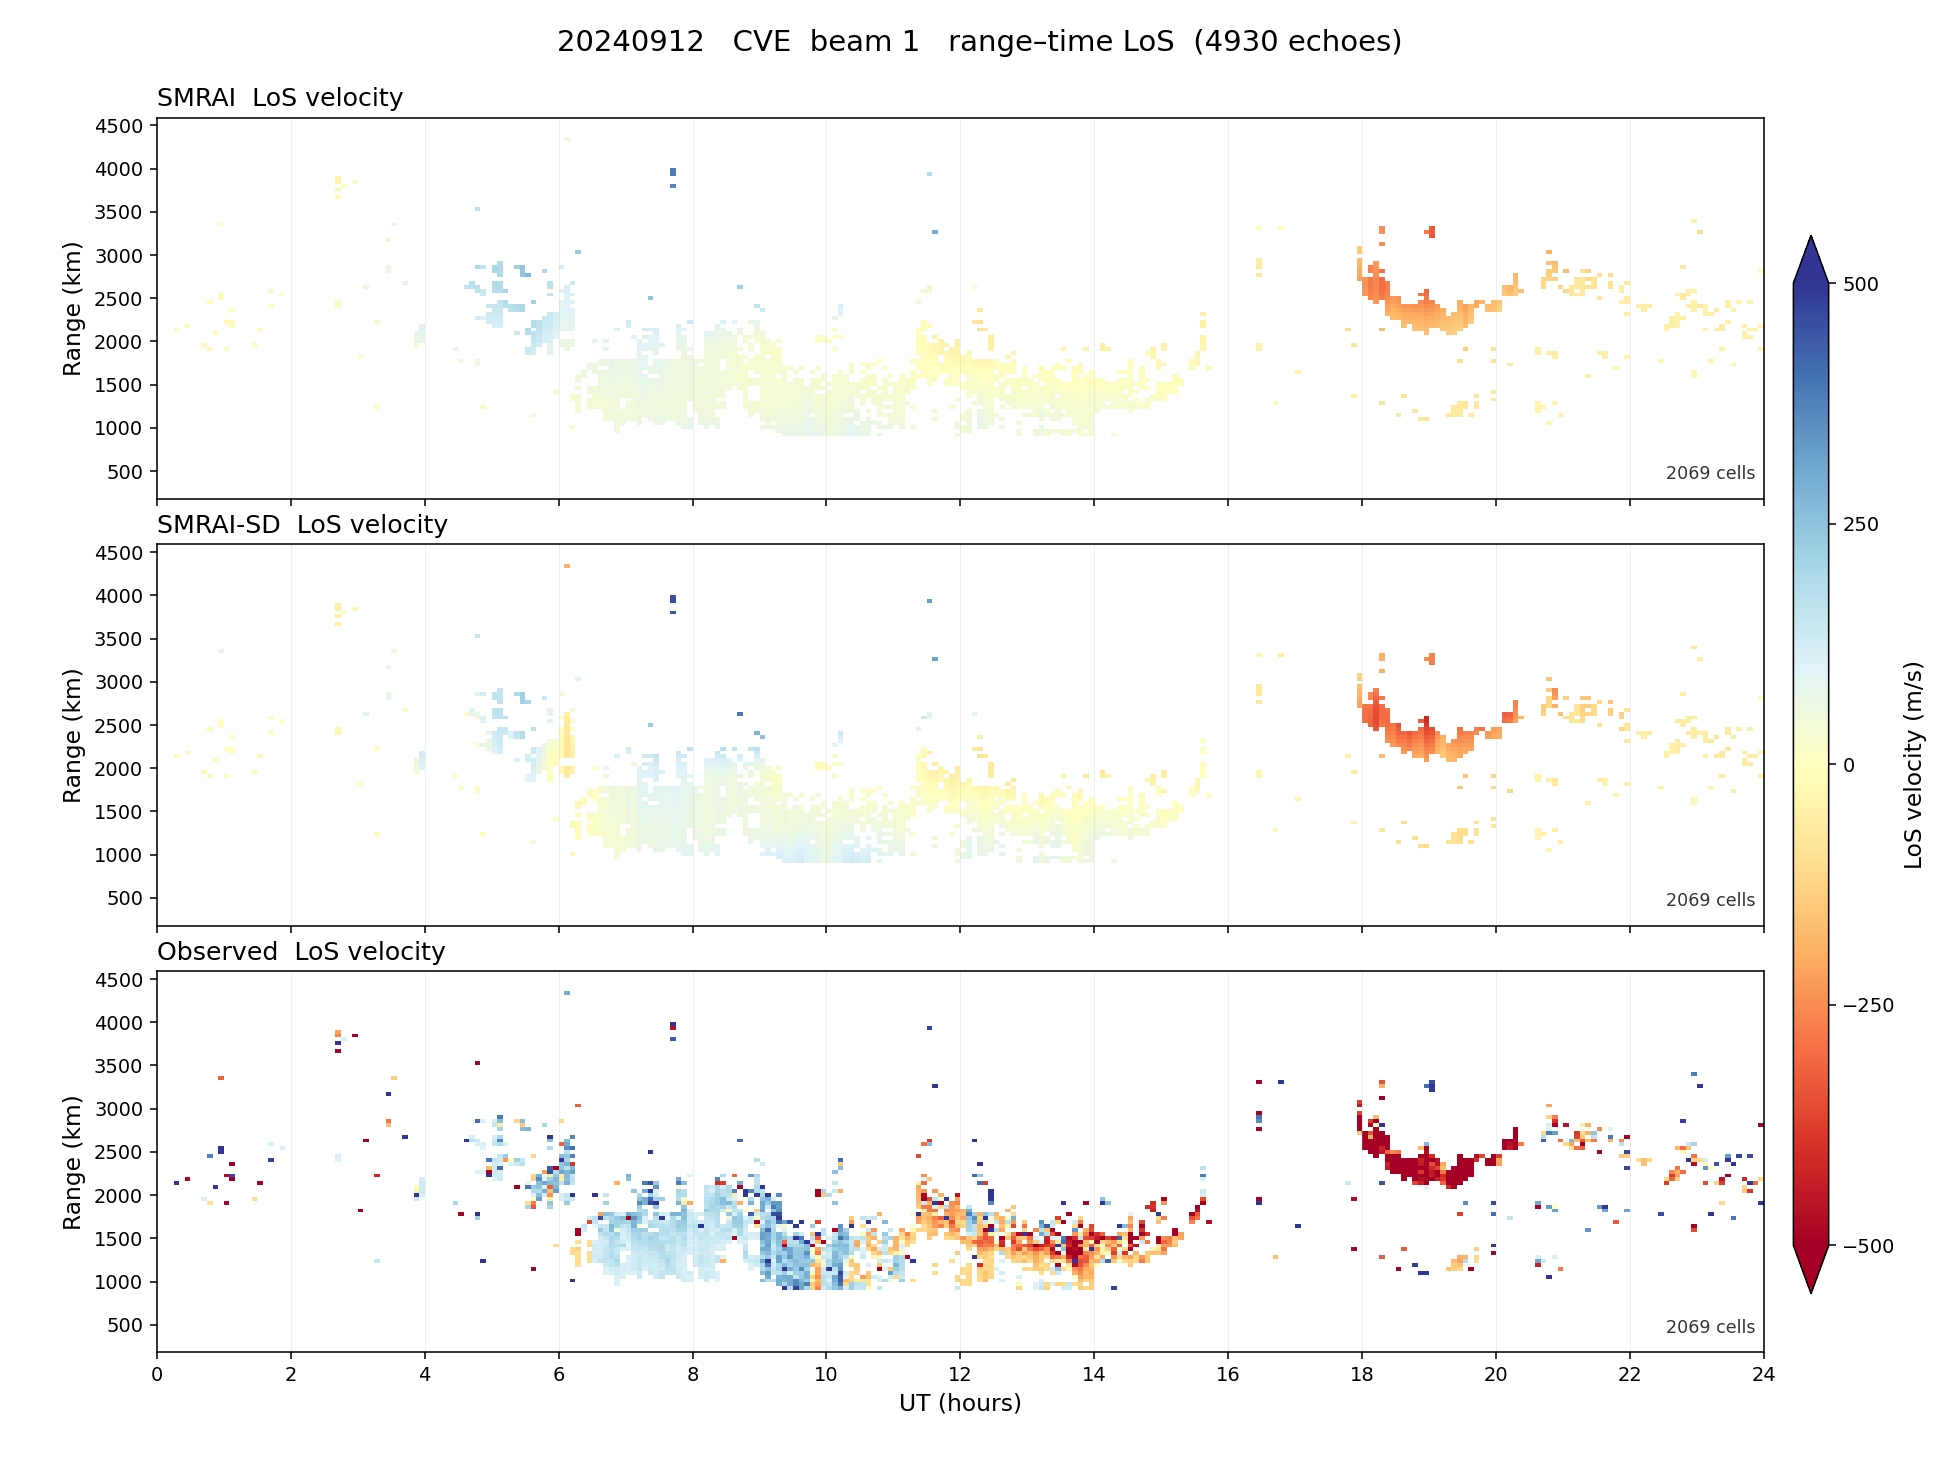 20240912   CVE  beam 1   range–time LoS  (4930 echoes)
SMRAI  LoS velocity
4500
4000
3500
3000
2500
2000
1500
1000
500
Range (km)
2069 cells
SMRAI-SD  LoS velocity
4500
4000
3500
3000
2500
2000
1500
1000
500
Range (km)
2069 cells
Observed  LoS velocity
4500
4000
3500
3000
2500
2000
1500
1000
500
Range (km)
2069 cells
0 2 4 6 8 10 12 14 16 18 20 22 24
UT (hours)
500
250
0
−250
−500
LoS velocity (m/s)